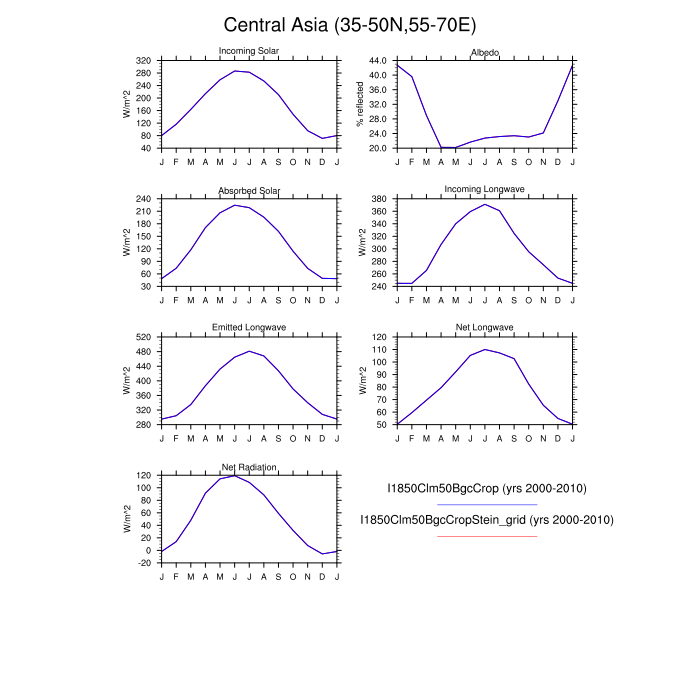 Central Asia (35-50N,55-70E)
Incoming Solar
320
280
240
200
160
120
80
40
W/m^2
J F M A M J J A S O N D J
Albedo
44.0
40.0
36.0
32.0
28.0
24.0
20.0
% reflected
J F M A M J J A S O N D J
Absorbed Solar
240
210
180
150
120
90
60
30
W/m^2
J F M A M J J A S O N D J
Incoming Longwave
380
360
340
320
300
280
260
240
W/m^2
J F M A M J J A S O N D J
Emitted Longwave
520
480
440
400
360
320
280
W/m^2
J F M A M J J A S O N D J
Net Longwave
120
110
100
90
80
70
60
50
W/m^2
J F M A M J J A S O N D J
Net Radiation
120
100
80
60
40
20
0
-20
W/m^2
J F M A M J J A S O N D J
I1850Clm50BgcCrop (yrs 2000-2010)
I1850Clm50BgcCropStein_grid (yrs 2000-2010)